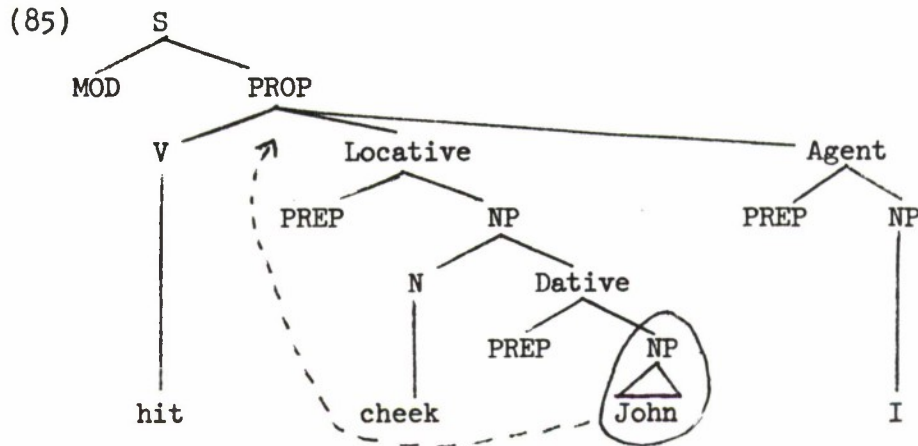 (85) S
MOD PROP
V Locative Agent
PREP NP PREP NP
N Dative
PREP NP
hit cheek John I